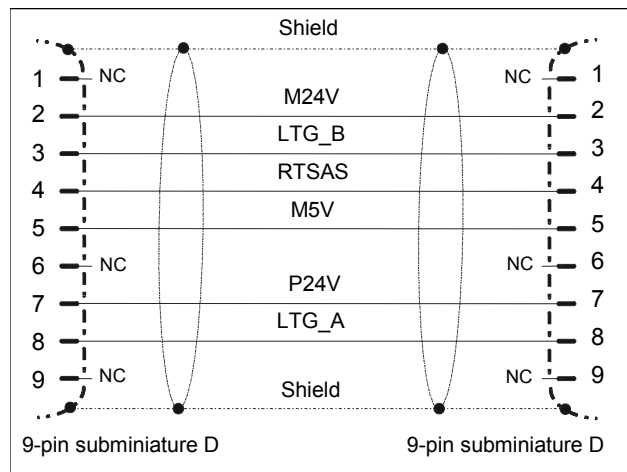 Shield
1 NC NC 1
2 M24V 2
3 LTG_B 3
4 RTSAS 4
5 M5V 5
6 NC NC 6
7 P24V 7
8 LTG_A 8
9 NC NC 9
Shield
9-pin subminiature D 9-pin subminiature D